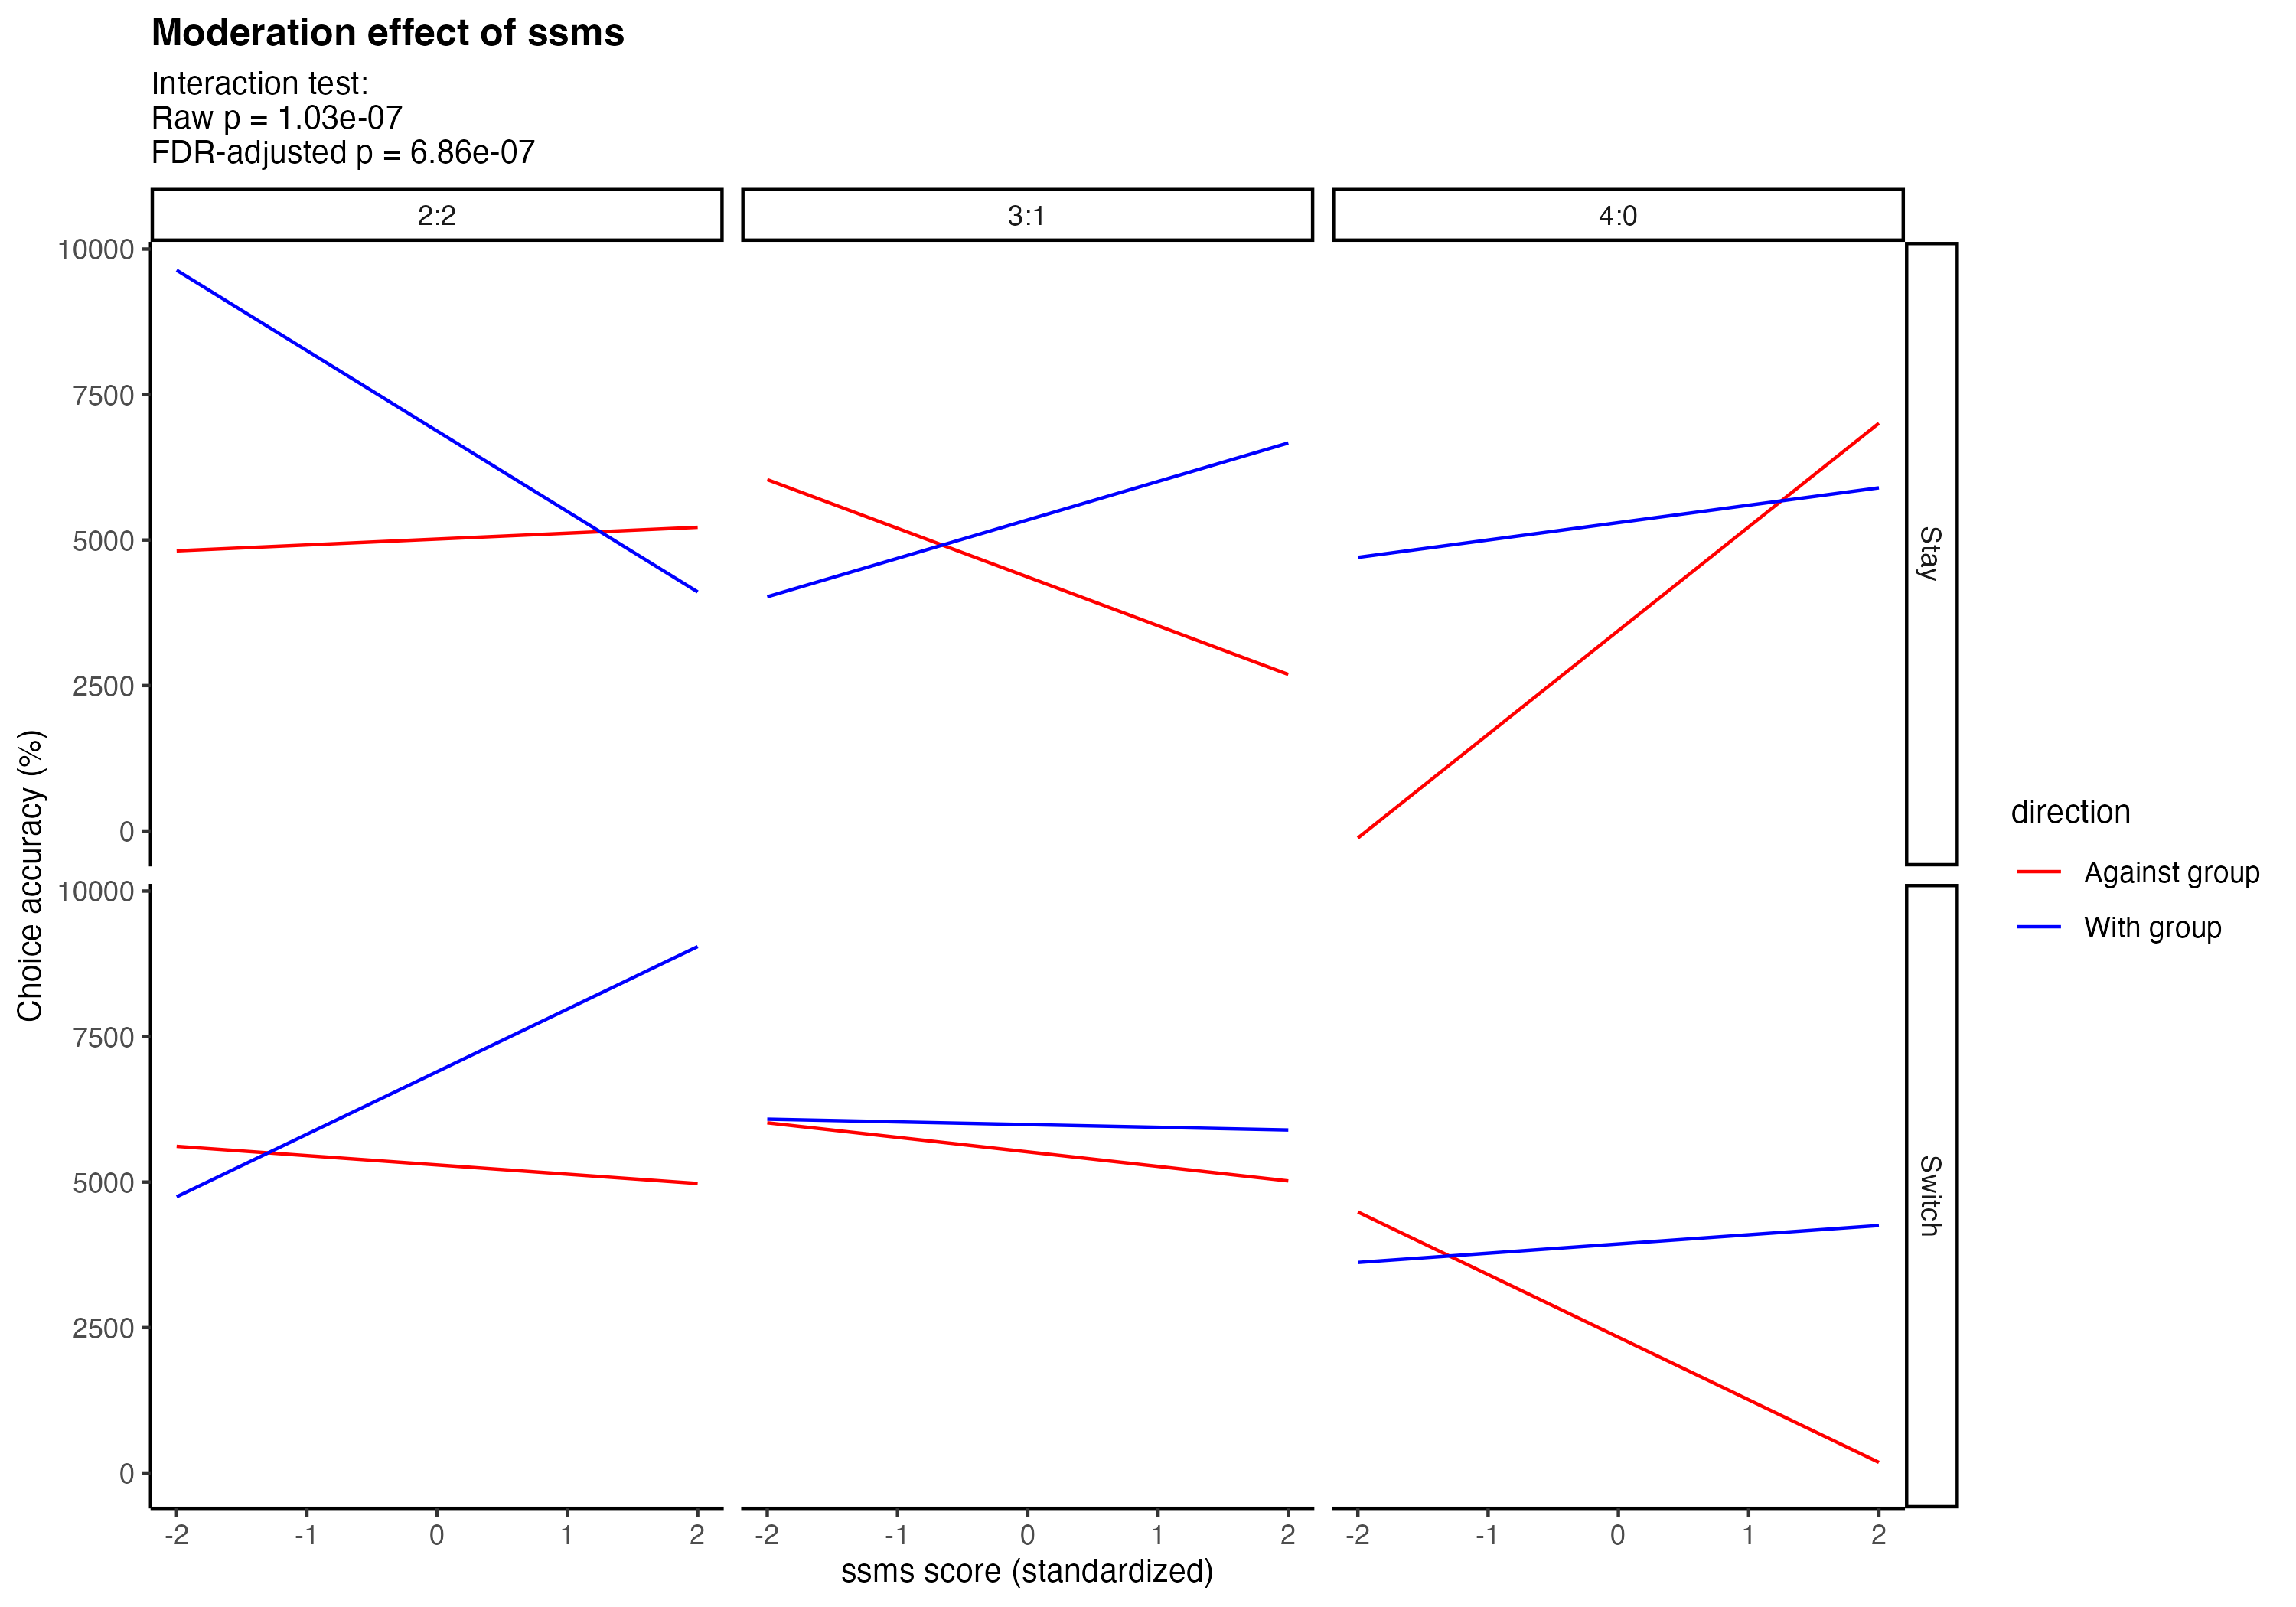 Moderation effect of ssms
Interaction test:
Raw p = 1.03e-07
FDR-adjusted p = 6.86e-07
2:2
3:1
4:0
10000
7500
5000
2500
0
Stay
10000
7500
5000
2500
0
Switch
Choice accuracy (%)
-2 -1 0 1 2
-2 -1 0 1 2
-2 -1 0 1 2
ssms score (standardized)
direction
Against group
With group